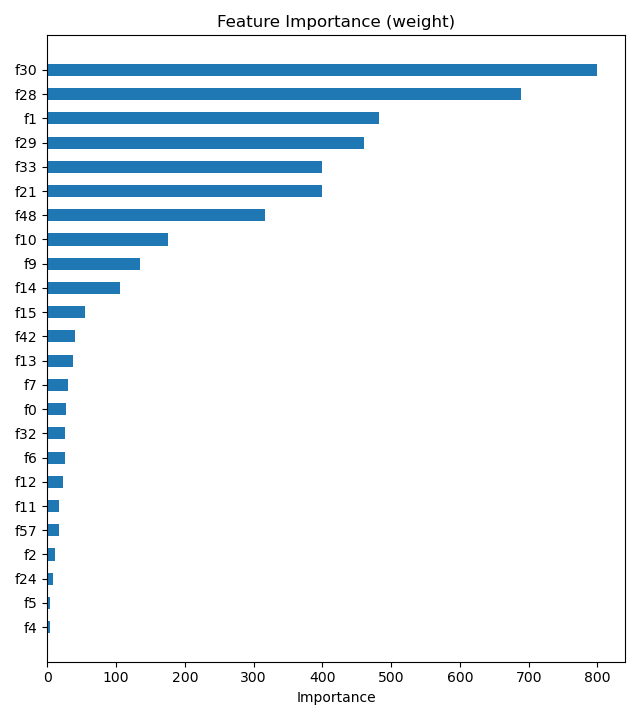 Feature Importance (weight)
f30
f28
f1
f29
f33
f21
f48
f10
f9
f14
f15
f42
f13
f7
f0
f32
f6
f12
f11
f57
f2
f24
f5
f4
0 100 200 300 400 500 600 700 800
Importance